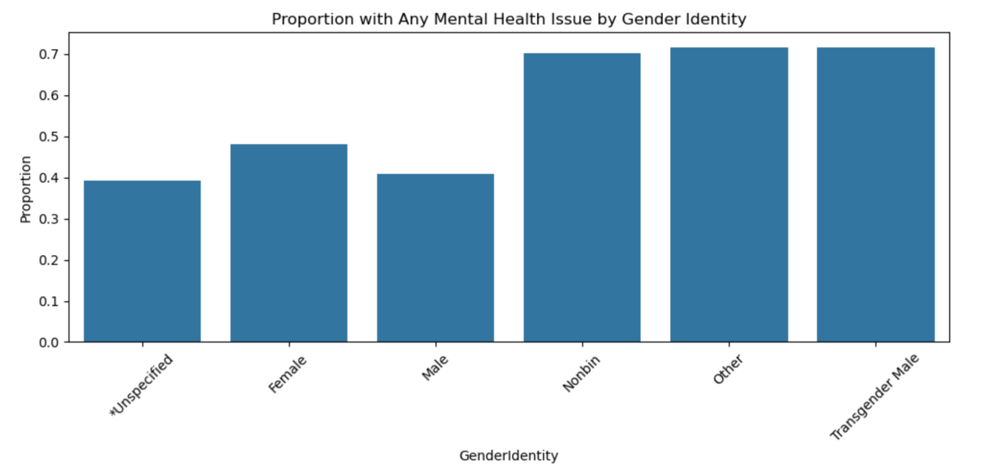 Proportion with Any Mental Health Issue by Gender Identity
Proportion
0.7
0.6
0.5
0.4
0.3
0.2
0.1
0.0
*Unspecified
Female
Male
Nonbin
Other
Transgender Male
GenderIdentity